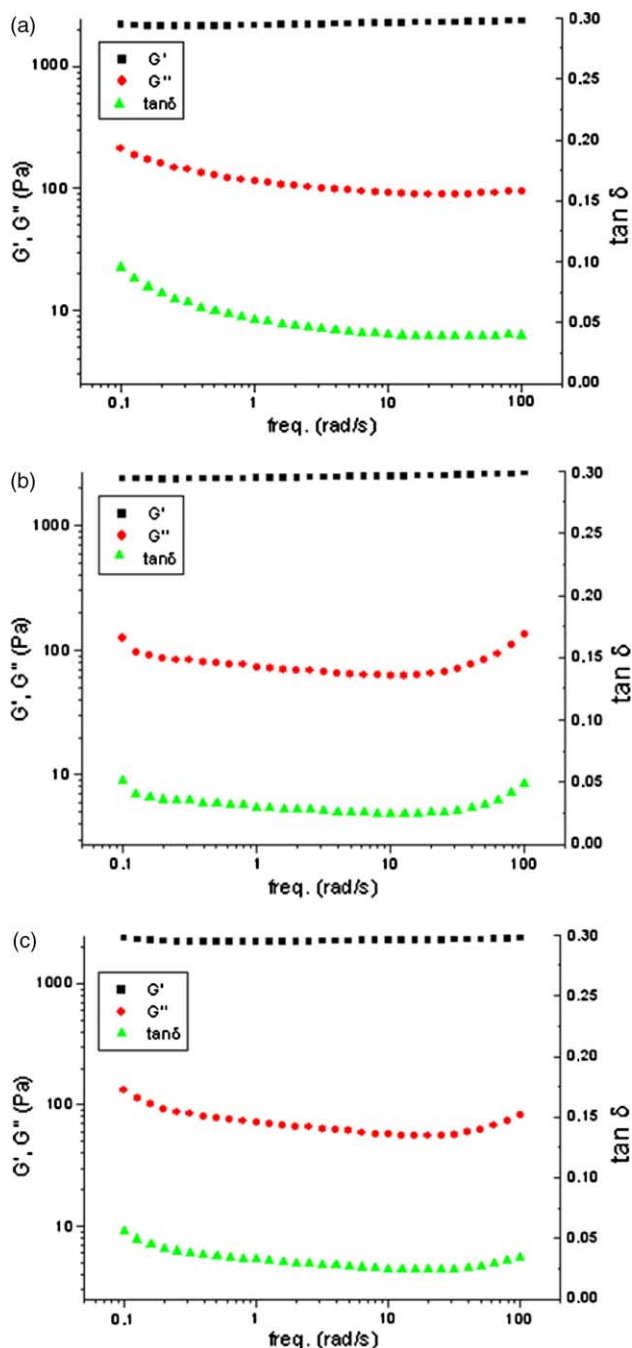 (a)
G'
G''
tanδ
1000
100
10
G', G'' (Pa)
0.30
0.25
0.20
0.15
0.10
0.05
0.00
tan δ
0.1 1 10 100
freq. (rad/s)
(b)
G'
G''
tanδ
1000
100
10
G', G'' (Pa)
0.30
0.25
0.20
0.15
0.10
0.05
0.00
tan δ
0.1 1 10 100
freq. (rad/s)
(c)
G'
G''
tanδ
1000
100
10
G', G'' (Pa)
0.30
0.25
0.20
0.15
0.10
0.05
0.00
tan δ
0.1 1 10 100
freq. (rad/s)